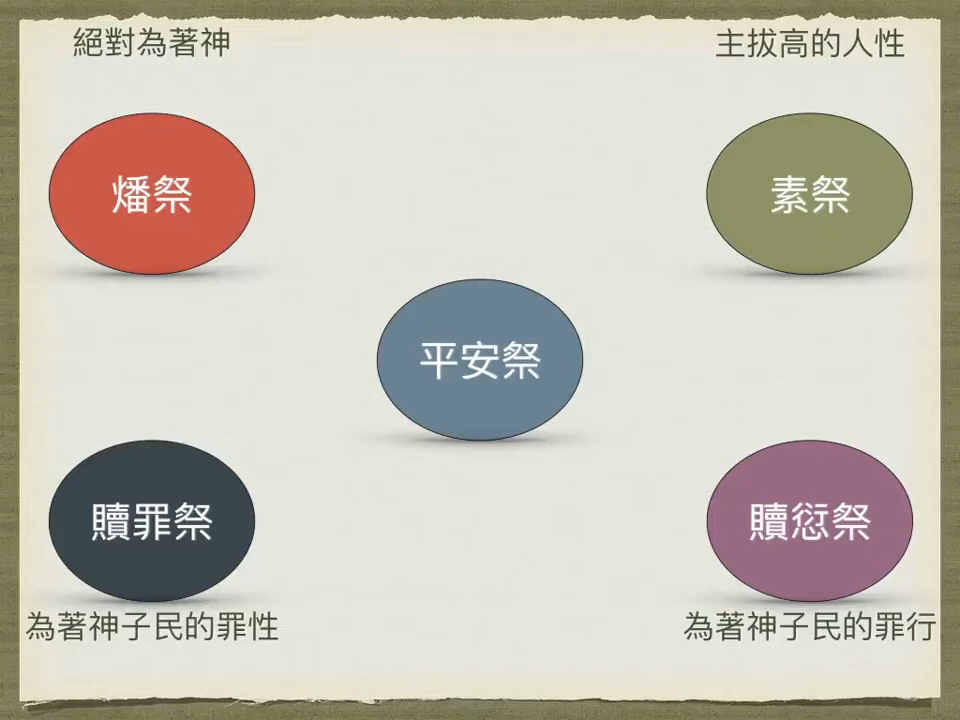 絕對為著神
主拔高的人性
燔祭
素祭
平安祭
贖罪祭
贖愆祭
為著神子民的罪性
為著神子民的罪行